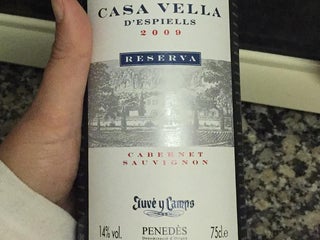 CASA VELLA
D'ESPIELLS
2009
RESERVA
CABERNET
SAUVIGNON
Juvé y Camps
14% vol.
PENEDÈS
75cl.